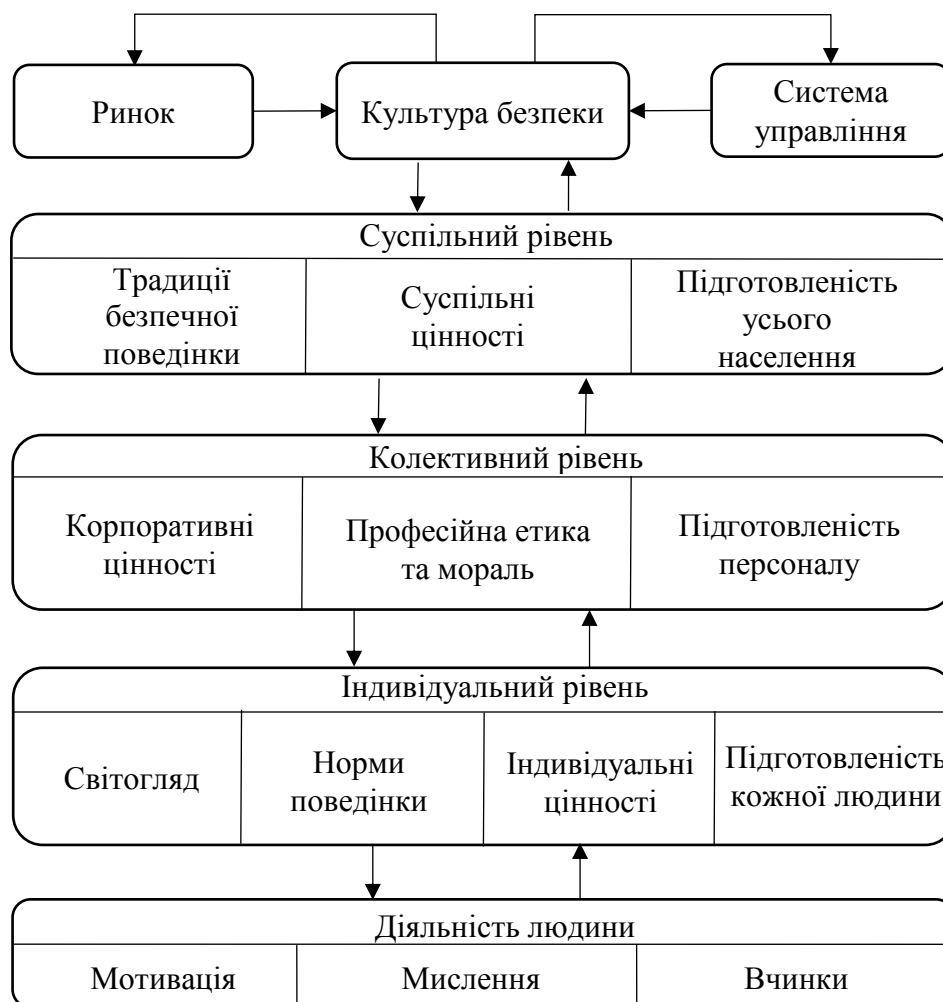 Ринок
Культура безпеки
Система
управління
Суспільний рівень
Традиції
безпечної
поведінки
Суспільні
цінності
Підготовленість
усього
населення
Колективний рівень
Корпоративні
цінності
Професійна етика
та мораль
Підготовленість
персоналу
Індивідуальний рівень
Світогляд
Норми
поведінки
Індивідуальні
цінності
Підготовленість
кожної людини
Діяльність людини
Мотивація
Мислення
Вчинки